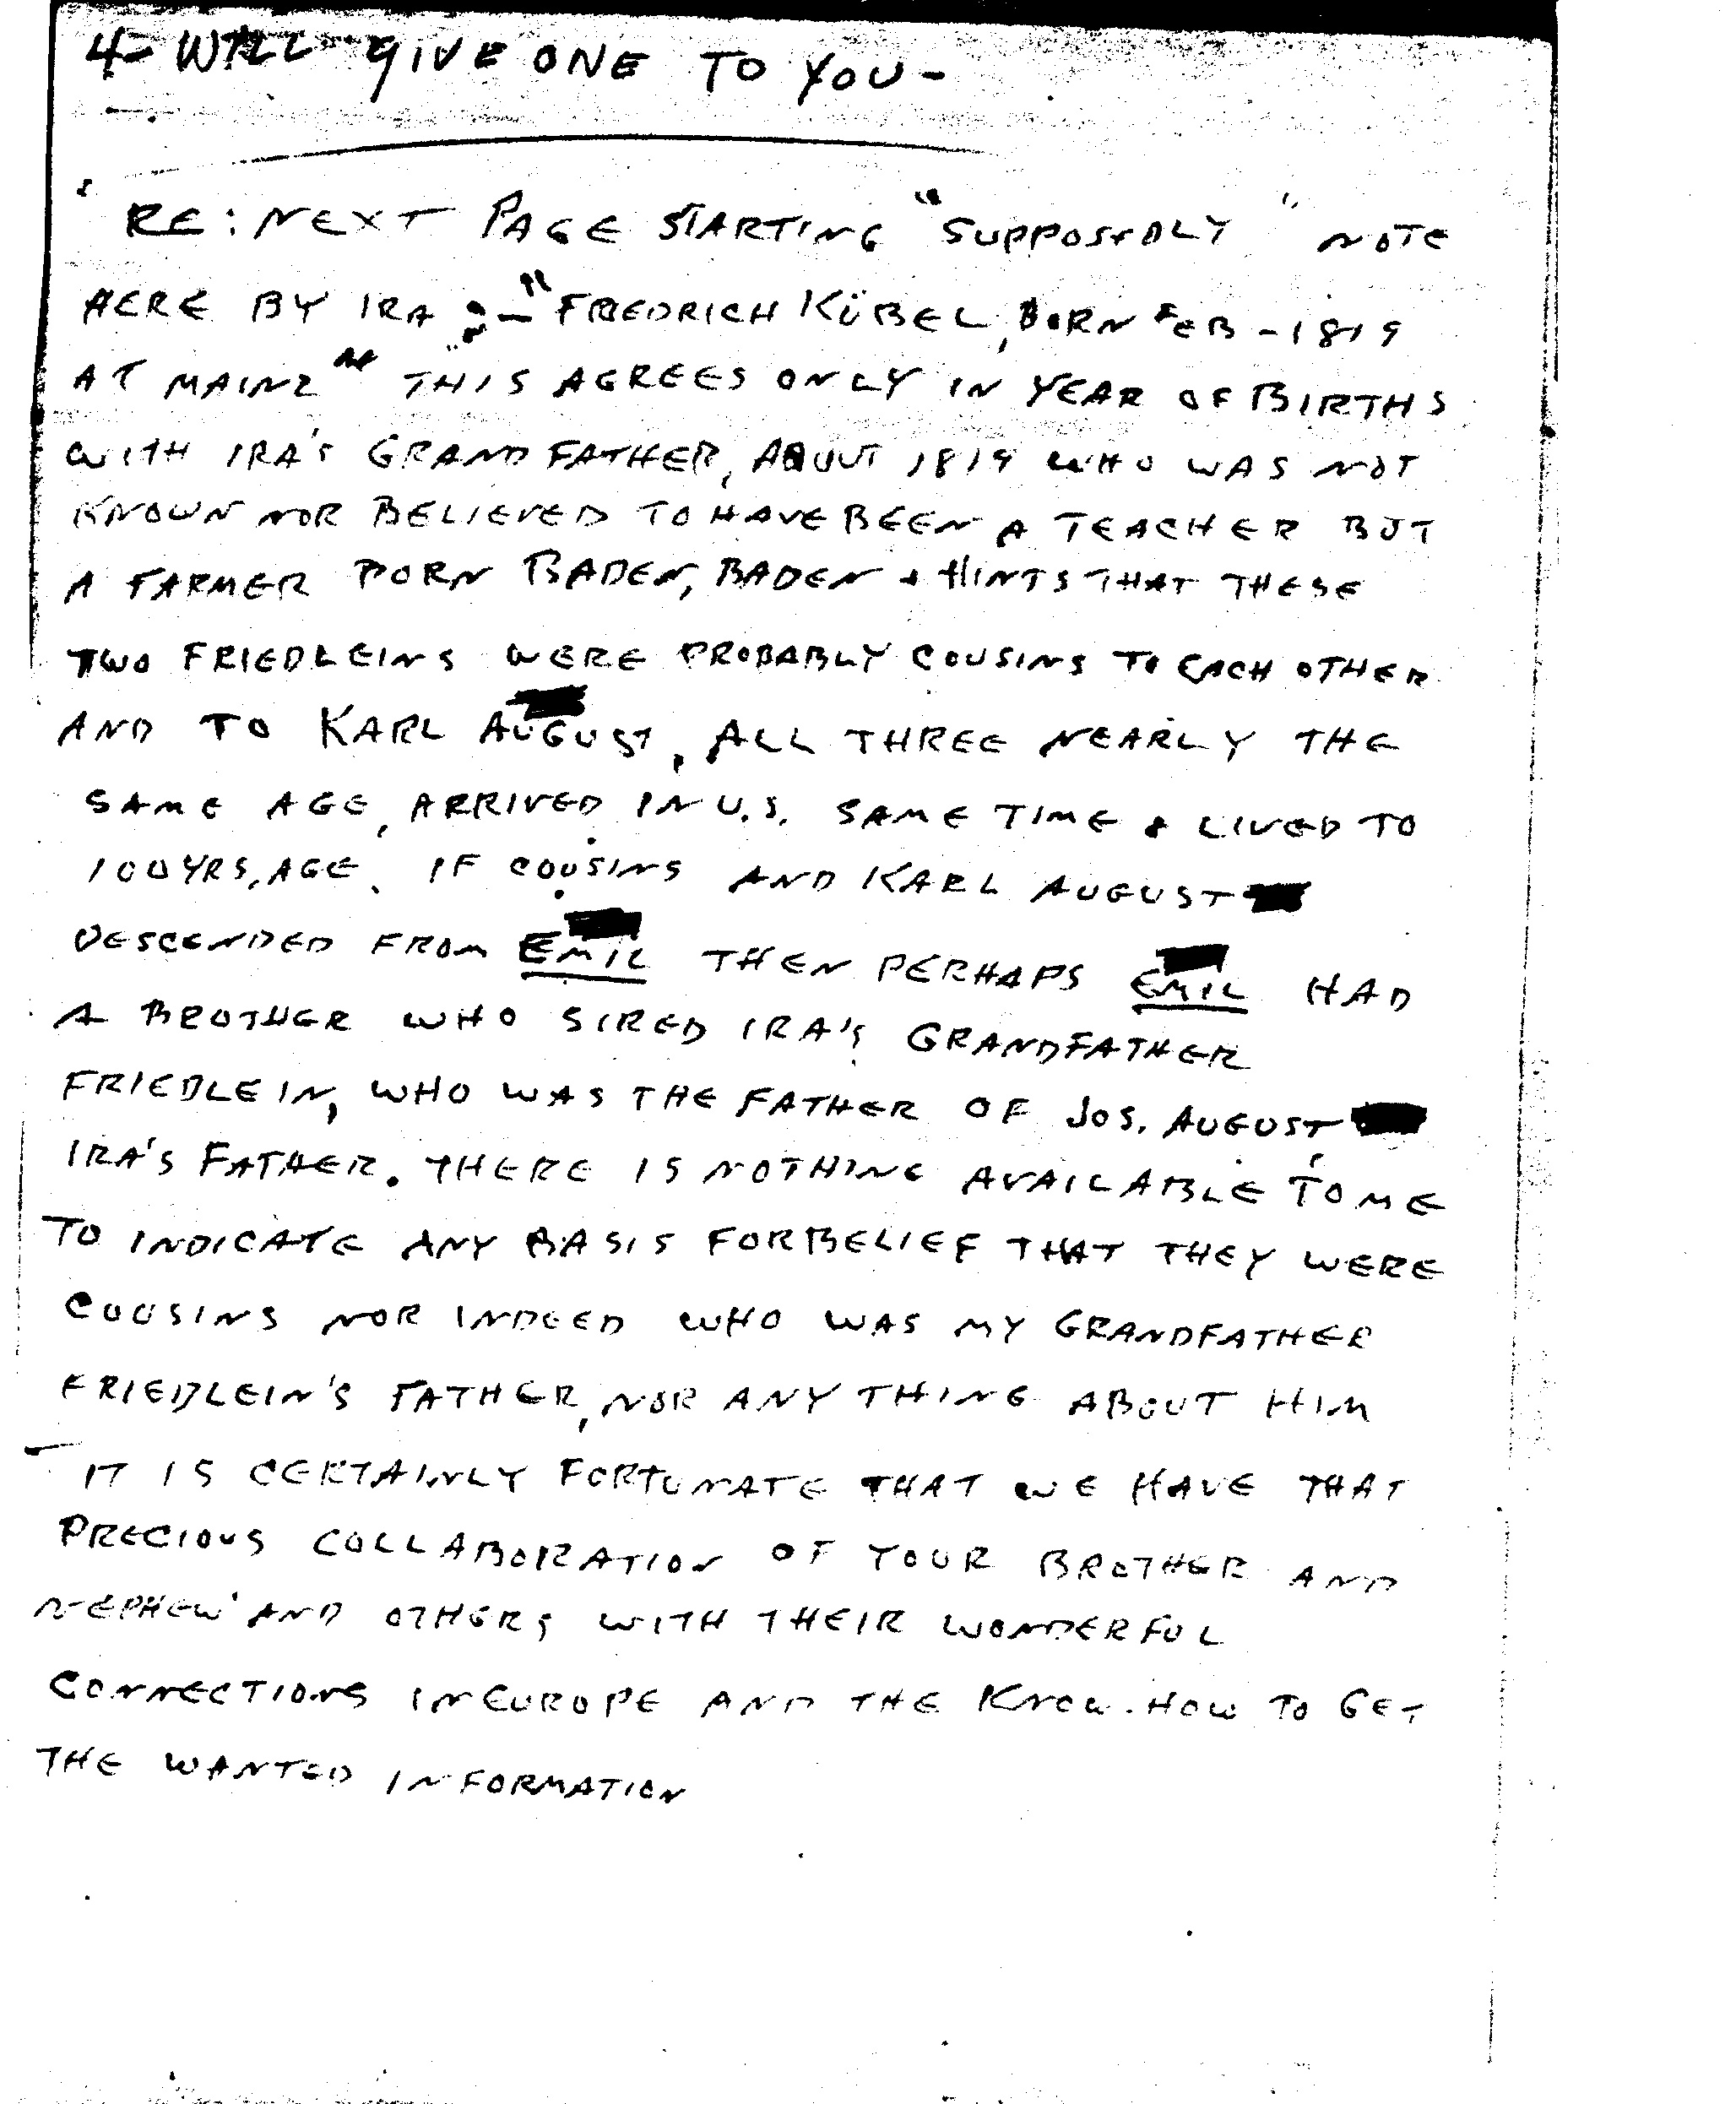 4- WILL GIVE ONE TO YOU -
RE: NEXT PAGE STARTING "SUPPOSEDLY" NOTE
HERE BY IRA :- "FRIEDRICH KÜBEL, BORN FEB - 1819
AT MAINZ" THIS AGREES ONLY IN YEAR OF BIRTHS
WITH IRA'S GRANDFATHER, ABOUT 1819 WHO WAS NOT
KNOWN NOR BELIEVED TO HAVE BEEN A TEACHER BUT
A FARMER BORN BADEN, BADEN + HINTS THAT THESE
TWO FRIEDLEINS WERE PROBABLY COUSINS TO EACH OTHER
AND TO KARL AUGUST, ALL THREE NEARLY THE
SAME AGE, ARRIVED IN U.S. SAME TIME & LIVED TO
100 YRS, AGE. IF COUSINS AND KARL AUGUST
DESCENDED FROM EMIL THEN PERHAPS EMIL HAD
A BROTHER WHO SIRED IRA'S GRANDFATHER
FRIEDLEIN, WHO WAS THE FATHER OF JOS. AUGUST
IRA'S FATHER. THERE IS NOTHING AVAILABLE TO ME
TO INDICATE ANY BASIS FOR BELIEF THAT THEY WERE
COUSINS NOR INDEED WHO WAS MY GRANDFATHER
FRIEDLEIN'S FATHER, NOR ANY THING ABOUT HIM
IT IS CERTAINLY FORTUNATE THAT WE HAVE THAT
PRECIOUS COLLABORATION OF YOUR BROTHER AND
NEPHEW AND OTHERS WITH THEIR WONDERFUL
CONNECTIONS IN EUROPE AND THE KNOW-HOW TO GET
THE WANTED INFORMATION